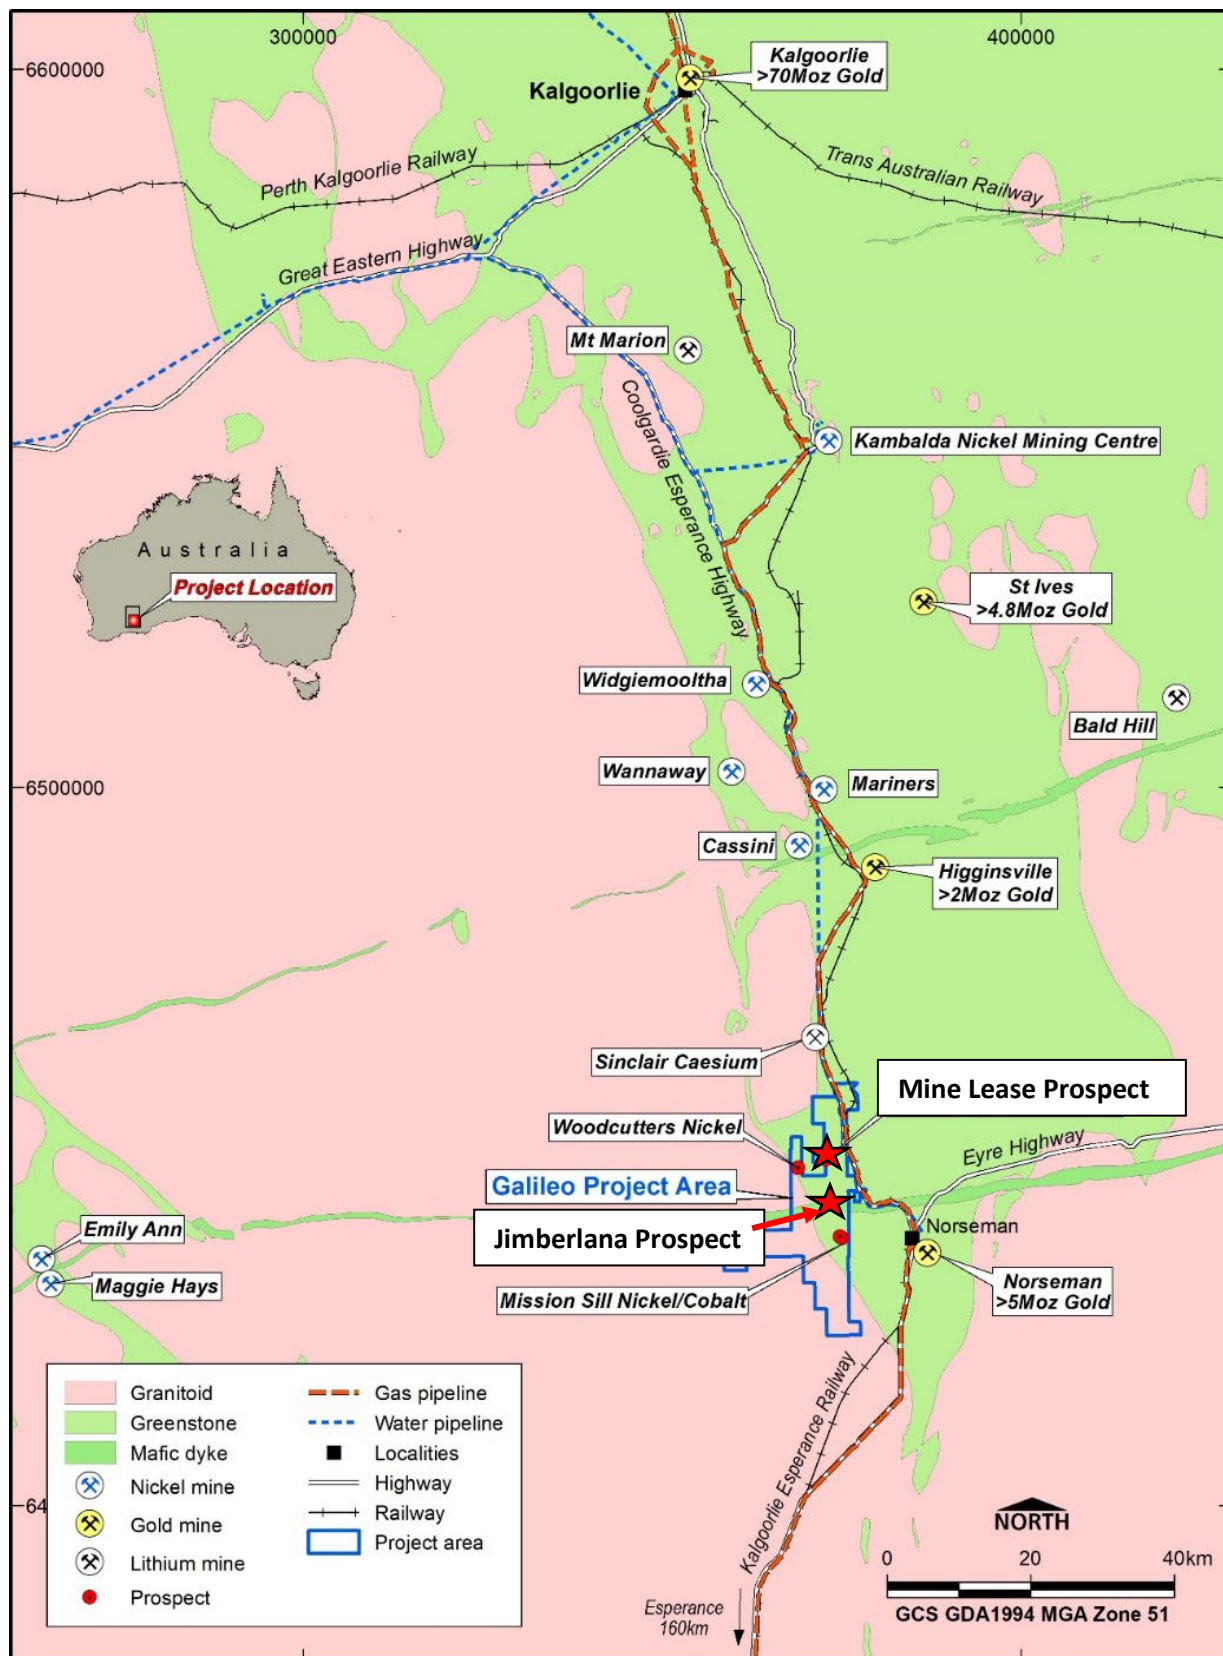 300000
400000
6600000
Kalgoorlie
>70Moz Gold
Kalgoorlie
Perth Kalgoorlie Railway
Trans Australian Railway
Great Eastern Highway
Mt Marion
Coolgardie Esperance Highway
Kambalda Nickel Mining Centre
Australia
Project Location
St Ives
>4.8Moz Gold
Widgiemooltha
Bald Hill
Wannaway
6500000
Mariners
Cassini
Higginsville
>2Moz Gold
Sinclair Caesium
Mine Lease Prospect
Woodcutters Nickel
Eyre Highway
Galileo Project Area
Emily Ann
Jimberlana Prospect
Norseman
Maggie Hays
Mission Sill Nickel/Cobalt
Norseman
>5Moz Gold
Kalgoorlie Esperance Railway
Granitoid
Greenstone
Mafic dyke
Nickel mine
Gold mine
Lithium mine
Prospect
Gas pipeline
Water pipeline
Localities
Highway
Railway
Project area
64
NORTH
0 20 40km
GCS GDA1994 MGA Zone 51
Esperance
160km